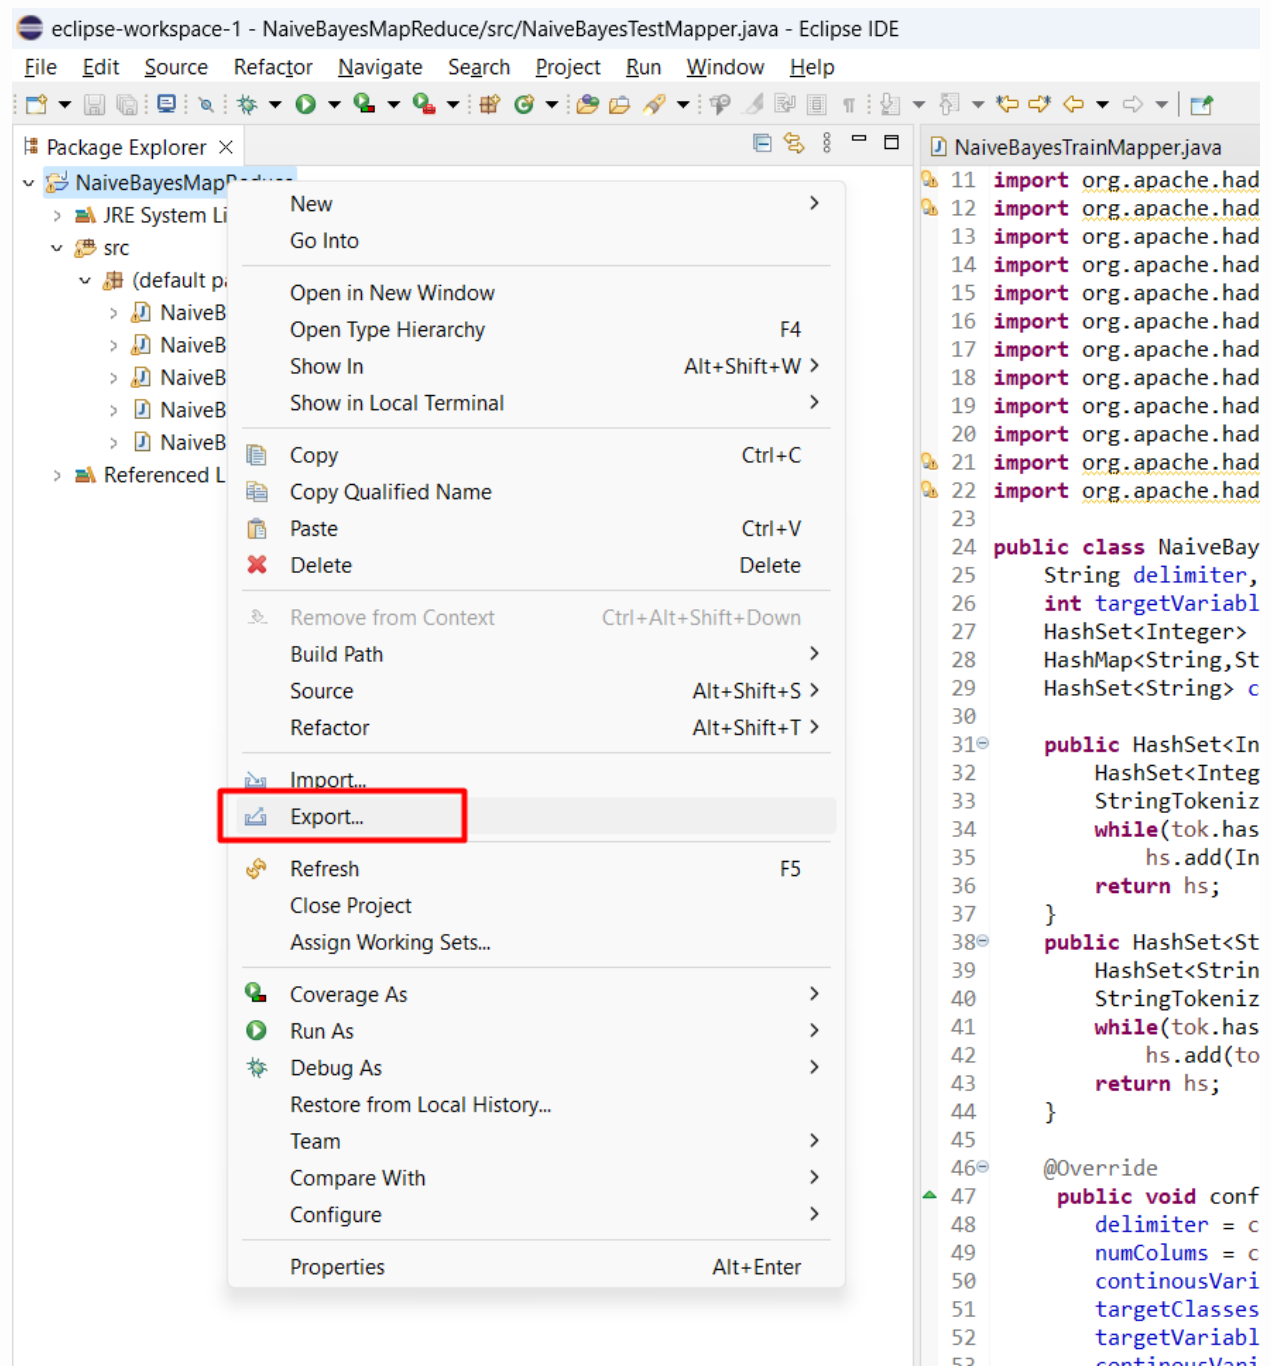 eclipse-workspace-1 - NaiveBayesMapReduce/src/NaiveBayesTestMapper.java - Eclipse IDE
File Edit Source Refactor Navigate Search Project Run Window Help
Package Explorer
NaiveBayesMapReduce
JRE System Li
src
(default pa
NaiveB
NaiveB
NaiveB
NaiveB
NaiveB
Referenced L
New
Go Into
Open in New Window
Open Type Hierarchy F4
Show In Alt+Shift+W >
Show in Local Terminal
Copy Ctrl+C
Copy Qualified Name
Paste Ctrl+V
Delete Delete
Remove from Context Ctrl+Alt+Shift+Down
Build Path
Source Alt+Shift+S >
Refactor Alt+Shift+T >
Import...
Export...
Refresh F5
Close Project
Assign Working Sets...
Coverage As
Run As
Debug As
Restore from Local History...
Team
Compare With
Configure
Properties Alt+Enter
NaiveBayesTrainMapper.java
11 import org.apache.had
12 import org.apache.had
13 import org.apache.had
14 import org.apache.had
15 import org.apache.had
16 import org.apache.had
17 import org.apache.had
18 import org.apache.had
19 import org.apache.had
20 import org.apache.had
21 import org.apache.had
22 import org.apache.had
23
24 public class NaiveBay
25 String delimiter,
26 int targetVariabl
27 HashSet<Integer>
28 HashMap<String,St
29 HashSet<String> c
30
31 public HashSet<In
32 HashSet<Integ
33 StringTokeniz
34 while(tok.has
35 hs.add(In
36 return hs;
37 }
38 public HashSet<St
39 HashSet<Strin
40 StringTokeniz
41 while(tok.has
42 hs.add(to
43 return hs;
44 }
45
46 @Override
47 public void conf
48 delimiter = c
49 numColums = c
50 continousVari
51 targetClasses
52 targetVariabl
53 continousVari